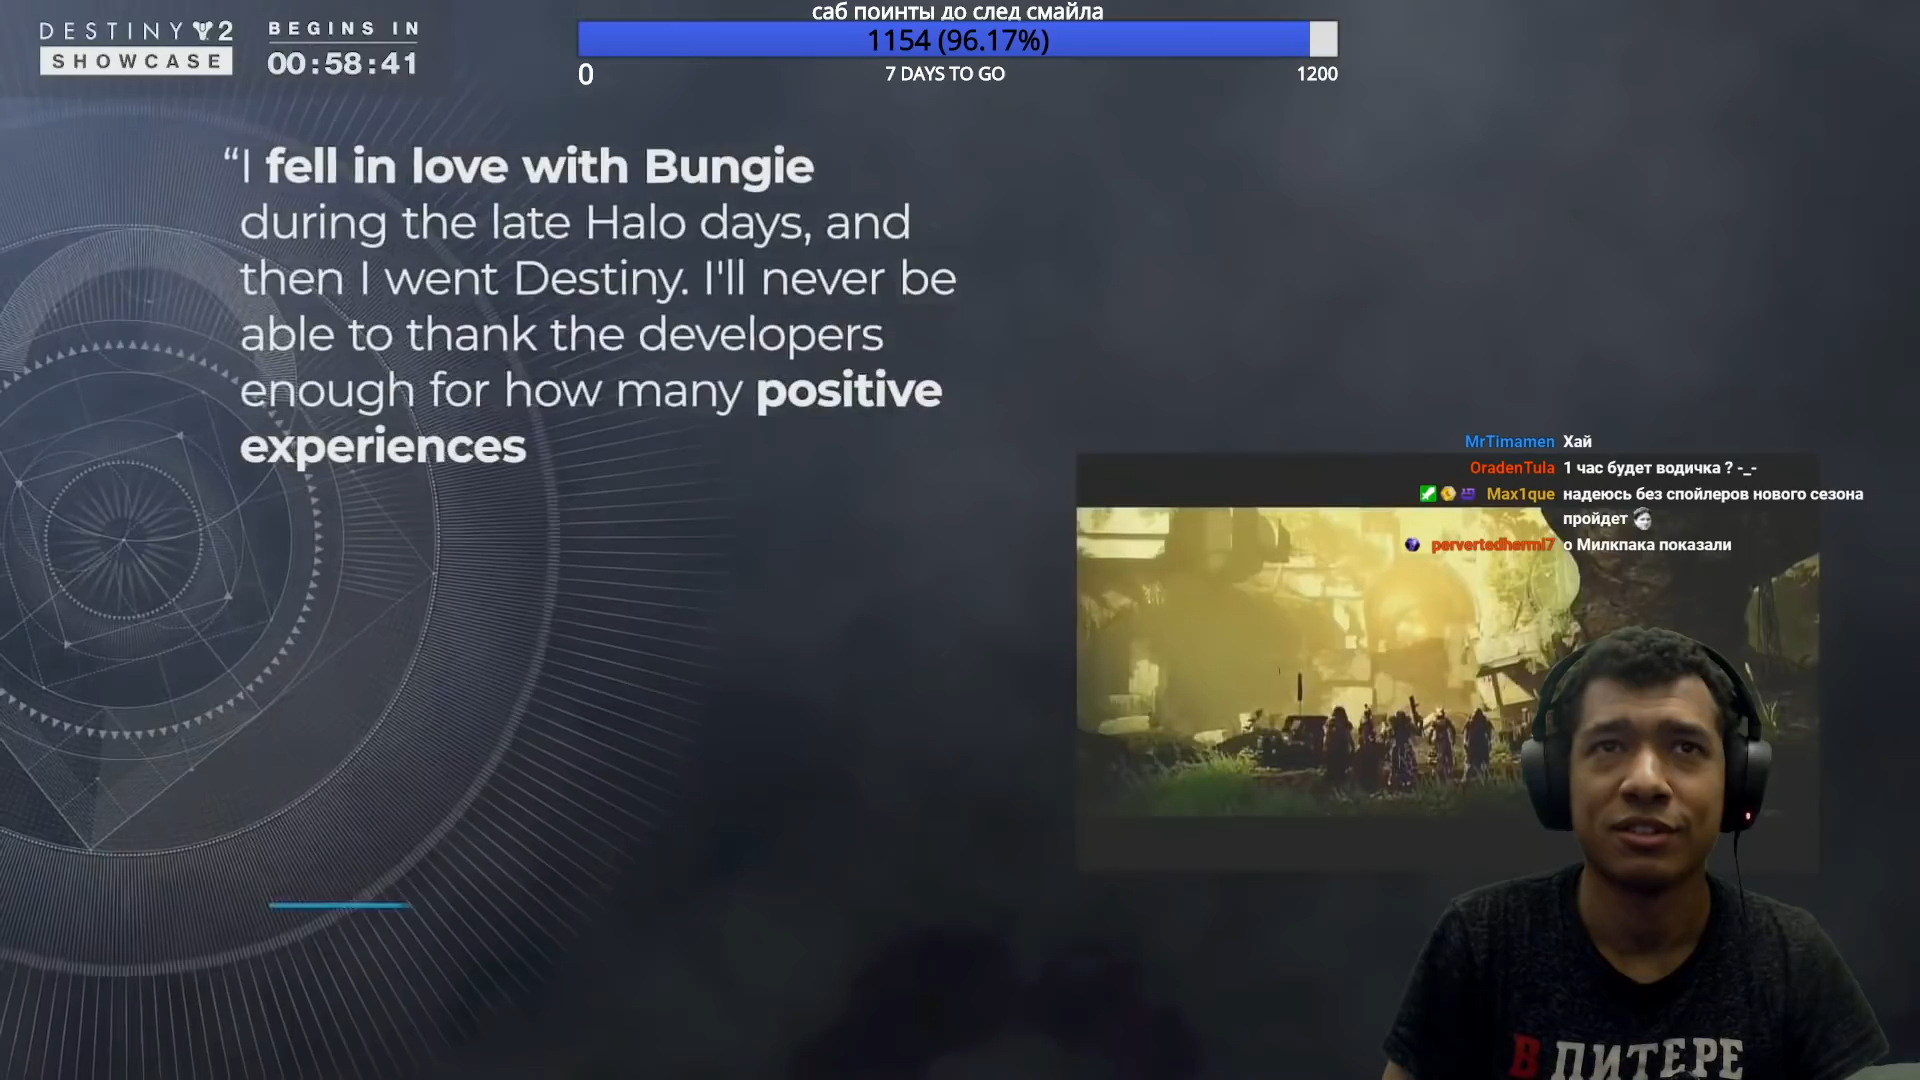 DESTINY 2
SHOWCASE
BEGINS IN
00:58:41
саб поинты до след смайла
1154 (96.17%)
0
7 DAYS TO GO
1200
“I fell in love with Bungie
during the late Halo days, and
then I went Destiny. I'll never be
able to thank the developers
enough for how many positive
experiences
MrTimamen Хай
OradenTula 1 час будет водичка ? -_-
Max1que надеюсь без спойлеров нового сезона
пройдет
pervertedhermi7 о Милкпака показали
В ПИТЕРЕ